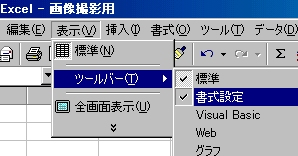 Excel - 画像撮影用
編集(E) 表示(V) 挿入(I) 書式(O) ツール(T) データ(D)
標準(N)
ツールバー(T)
全画面表示(U)
標準
書式設定
Visual Basic
Web
グラフ